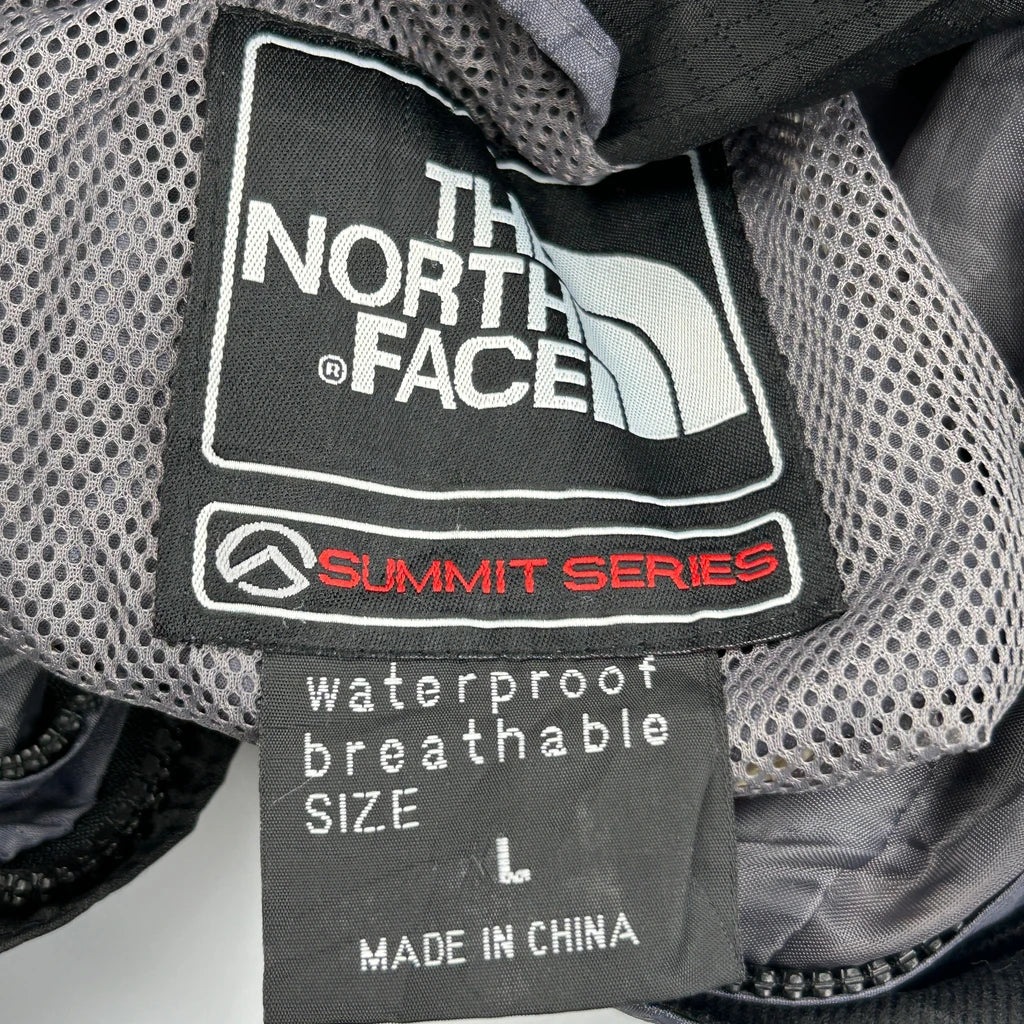 THE
NORTH
®FACE
SUMMIT SERIES
waterproof
breathable
SIZE
L
MADE IN CHINA